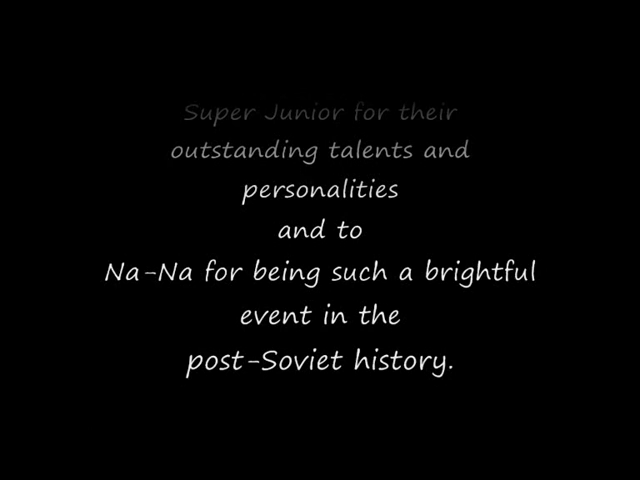 Super Junior for their
outstanding talents and
personalities
and to
Na-Na for being such a brightful
event in the
post-Soviet history.